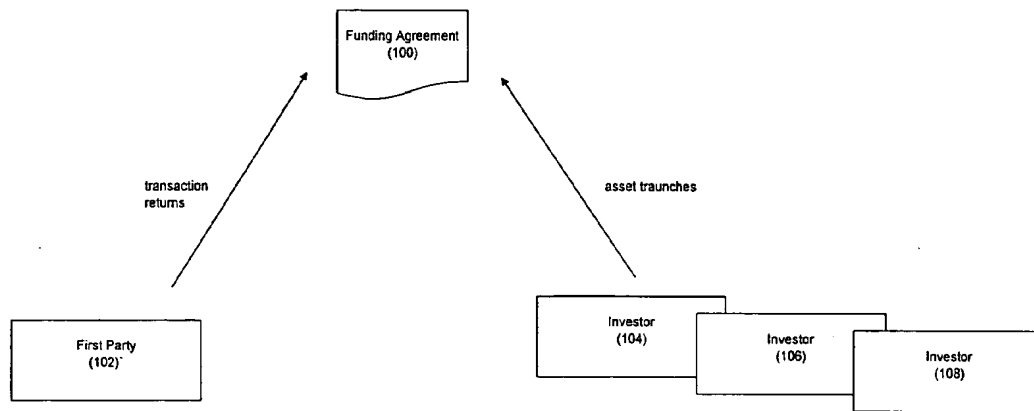 Funding Agreement
(100)
transaction
returns
asset traunches
First Party
(102)`
Investor
(104)
Investor
(106)
Investor
(108)